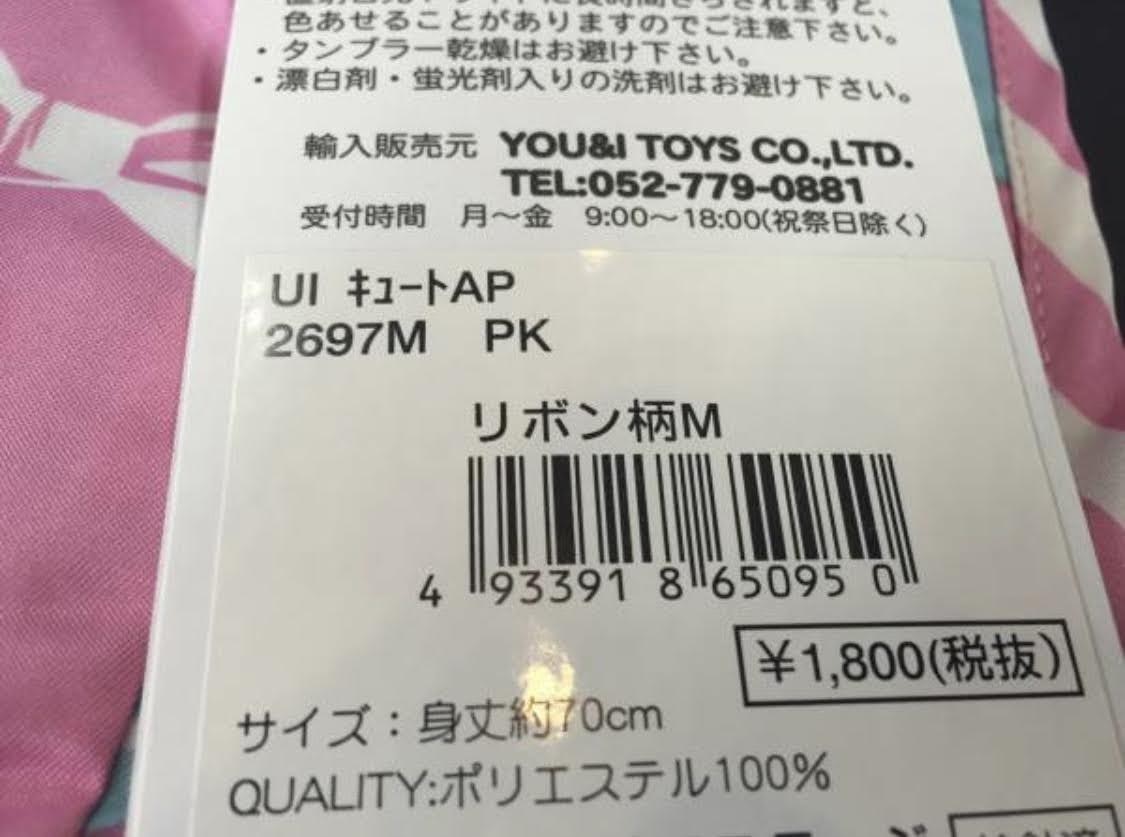 色あせることがありますのでご注意下さい。
・タンブラー乾燥はお避け下さい。
・漂白剤・蛍光剤入りの洗剤はお避け下さい。
輸入販売元 YOU&I TOYS CO.,LTD.
TEL:052-779-0881
受付時間 月～金 9:00～18:00(祝祭日除く)
UI ｷｭｰﾄAP
2697M PK
リボン柄M
4 933918 650950
¥1,800(税抜)
サイズ：身丈約70cm
QUALITY:ポリエステル100%